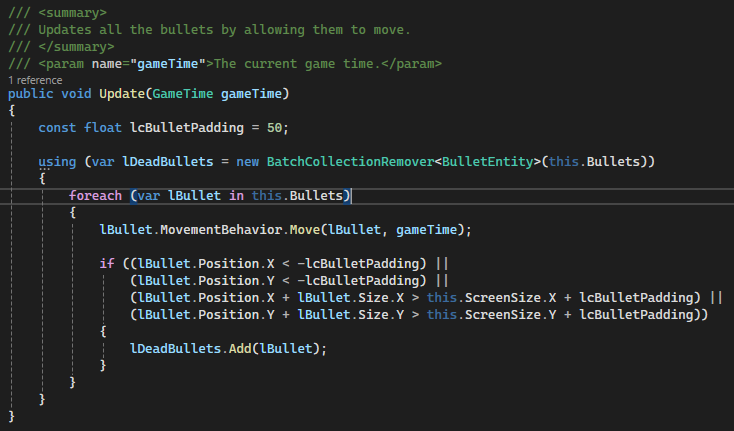 /// <summary>
/// Updates all the bullets by allowing them to move.
/// </summary>
/// <param name="gameTime">The current game time.</param>
1 reference
public void Update(GameTime gameTime)
{
    const float lcBulletPadding = 50;

    using (var lDeadBullets = new BatchCollectionRemover<BulletEntity>(this.Bullets))
    {
        foreach (var lBullet in this.Bullets)
        {
            lBullet.MovementBehavior.Move(lBullet, gameTime);

            if ((lBullet.Position.X < -lcBulletPadding) ||
                (lBullet.Position.Y < -lcBulletPadding) ||
                (lBullet.Position.X + lBullet.Size.X > this.ScreenSize.X + lcBulletPadding) ||
                (lBullet.Position.Y + lBullet.Size.Y > this.ScreenSize.Y + lcBulletPadding))
            {
                lDeadBullets.Add(lBullet);
            }
        }
    }
}